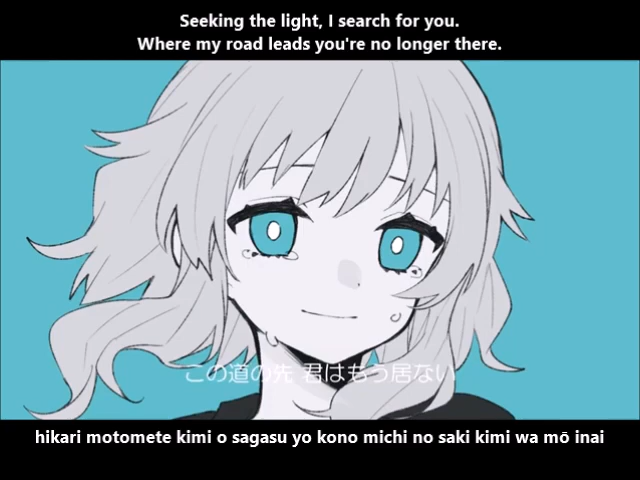 Seeking the light, I search for you.
Where my road leads you're no longer there.
この道の先 君はもう居ない
hikari motomete kimi o sagasu yo kono michi no saki kimi wa mō inai